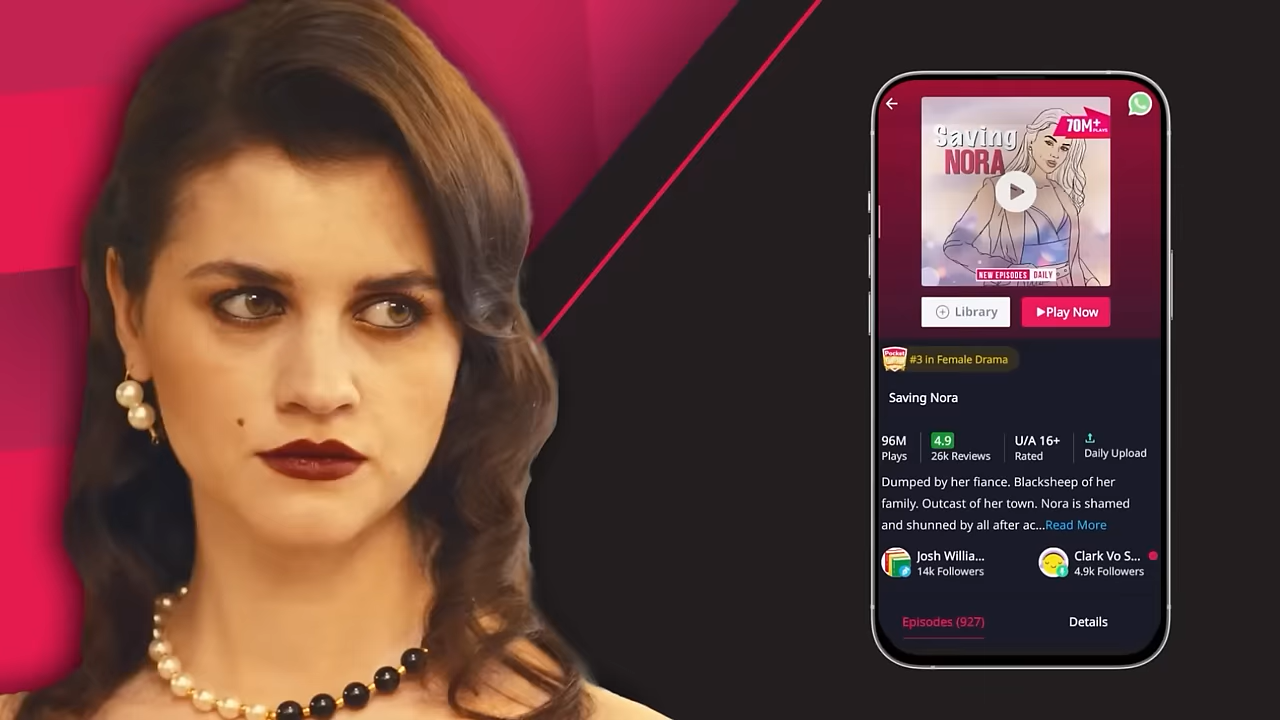 Saving
NORA
70M+
PLAYS
NEW EPISODES DAILY
Library
Play Now
Pocket
#3 in Female Drama
Saving Nora
96M
Plays
4.9
26k Reviews
U/A 16+
Rated
Daily Upload
Dumped by her fiance. Blacksheep of her
family. Outcast of her town. Nora is shamed
and shunned by all after ac...Read More
Josh Willia...
14k Followers
Clark Vo S...
4.9k Followers
Episodes (927)
Details